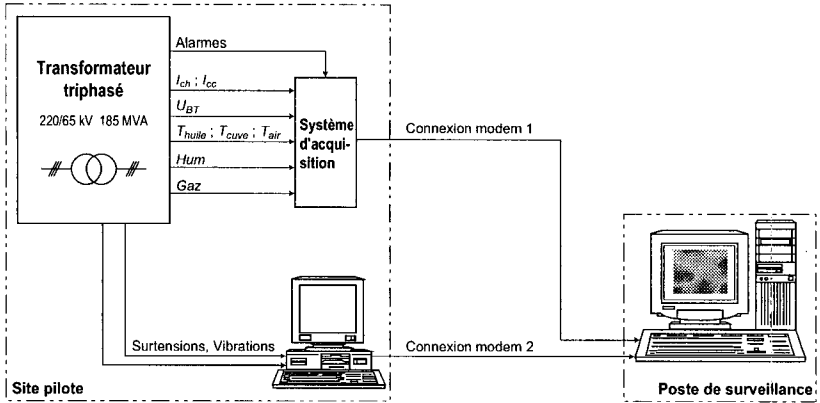 Transformateur
triphasé
220/65 kV 185 MVA
Alarmes
Ich ; Icc
UBT
Thuile ; Tcuve ; Tair
Hum
Gaz
Système
d'acqui-
sition
Connexion modem 1
Surtensions, Vibrations
Connexion modem 2
Site pilote
Poste de surveillance